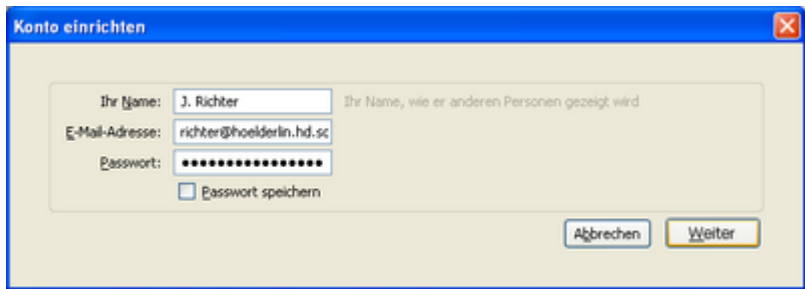 Konto einrichten
Ihr Name: J. Richter Ihr Name, wie er anderen Personen gezeigt wird
E-Mail-Adresse: richter@hoelderlin.hd.sc
Passwort: ●●●●●●●●●●●●●●●●
Passwort speichern
Abbrechen Weiter